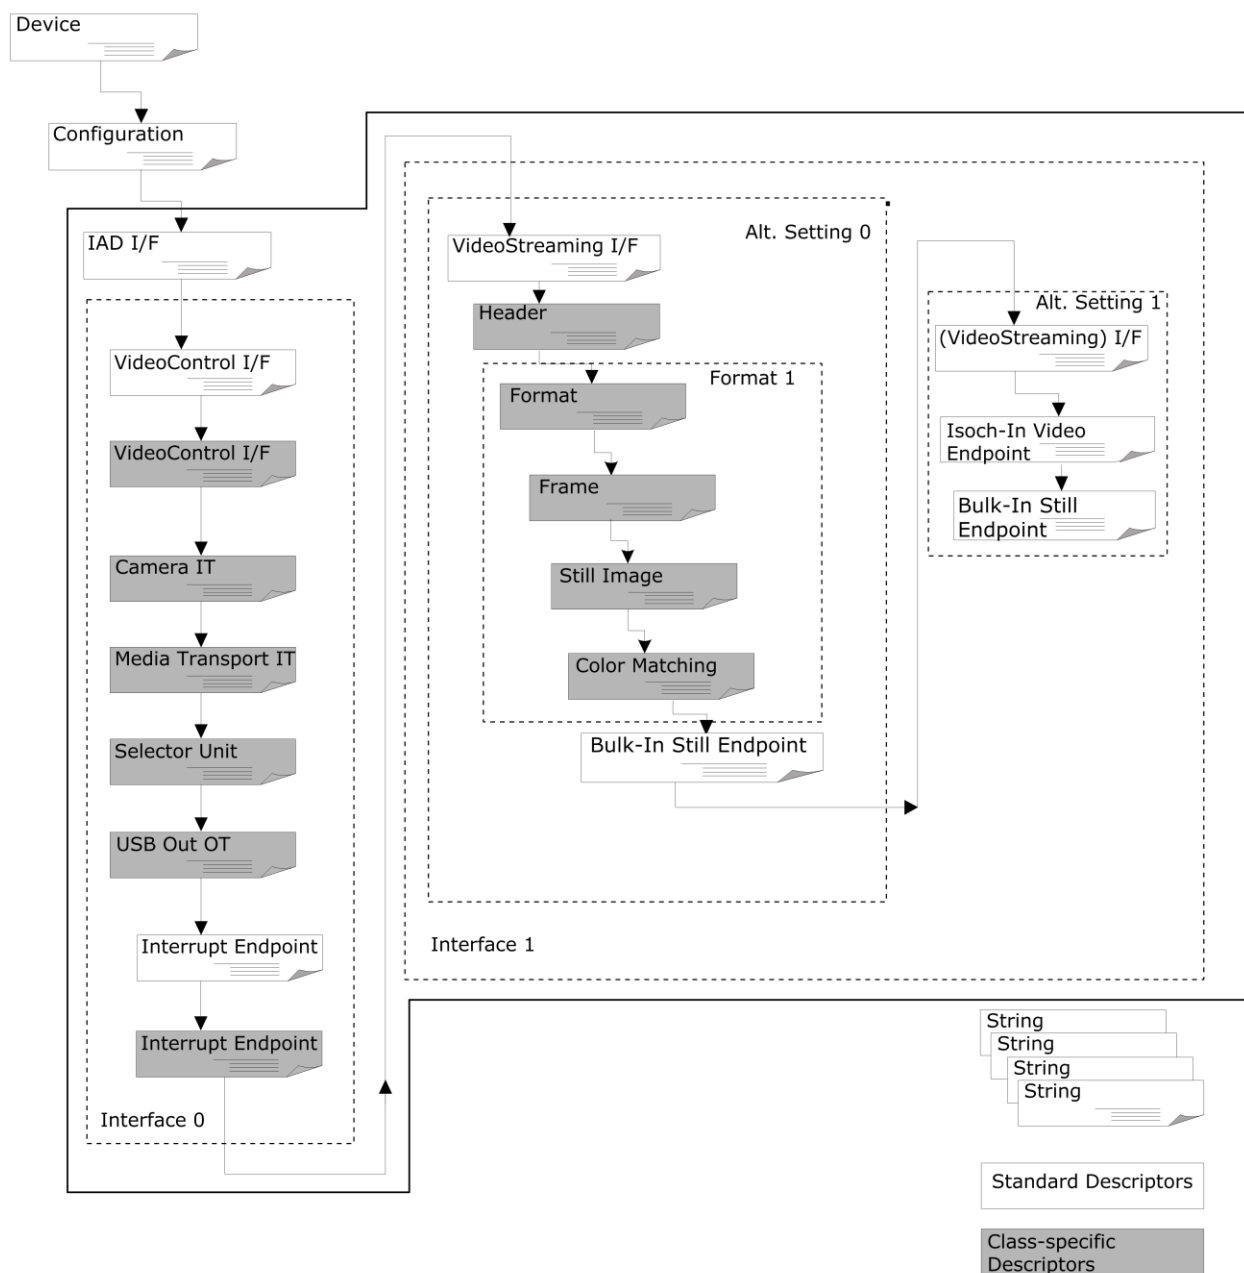 Device
Configuration
IAD I/F
VideoControl I/F
VideoControl I/F
Camera IT
Media Transport IT
Selector Unit
USB Out OT
Interrupt Endpoint
Interrupt Endpoint
Interface 0
Alt. Setting 0
VideoStreaming I/F
Header
Format 1
Format
Frame
Still Image
Color Matching
Bulk-In Still Endpoint
Interface 1
Alt. Setting 1
(VideoStreaming) I/F
Isoch-In Video
Endpoint
Bulk-In Still
Endpoint
String
String
String
String
Standard Descriptors
Class-specific
Descriptors